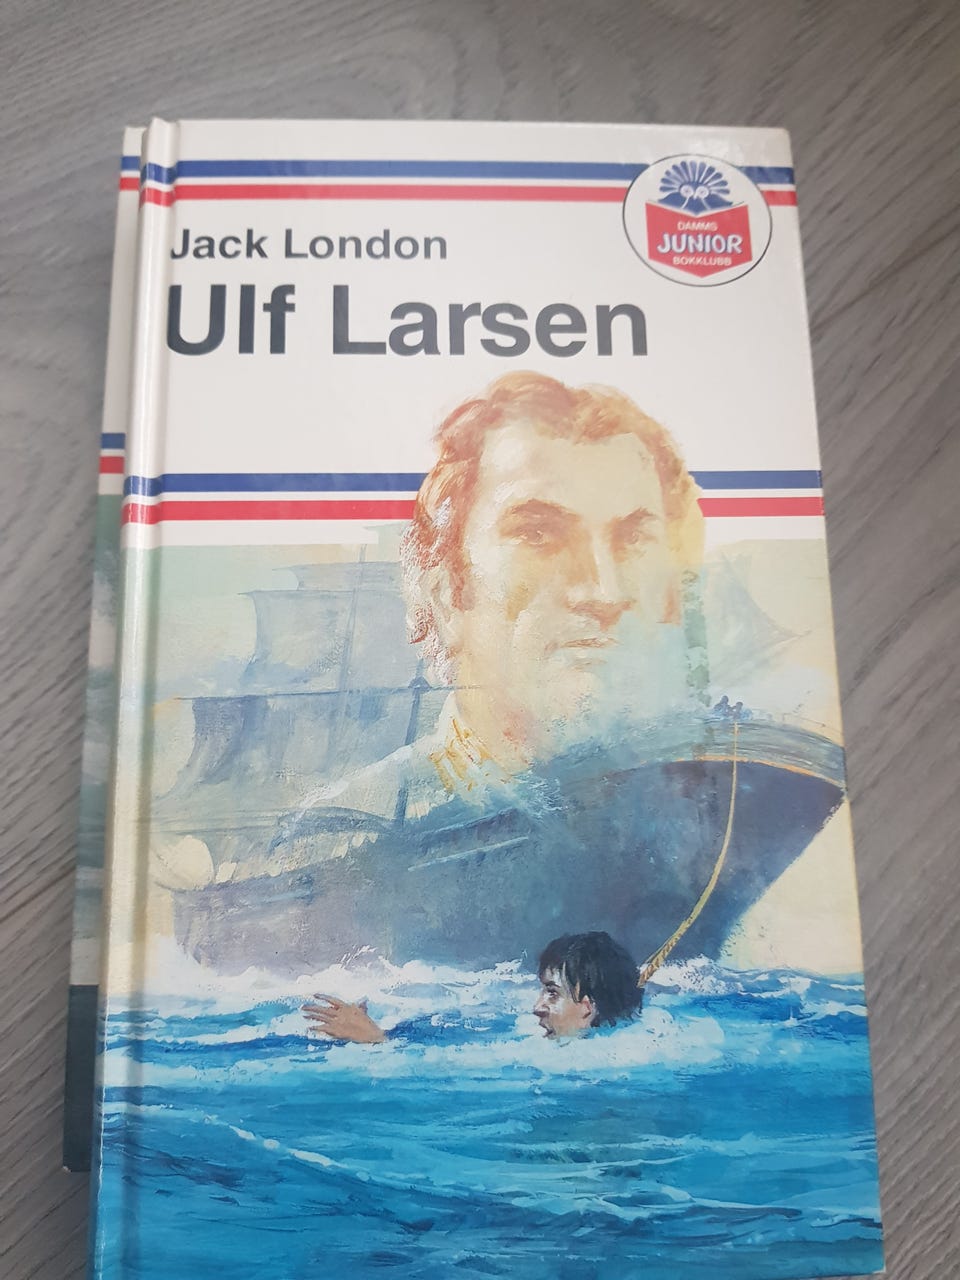 Jack London
Ulf Larsen
DAMMS
JUNIOR
BOKKLUBB